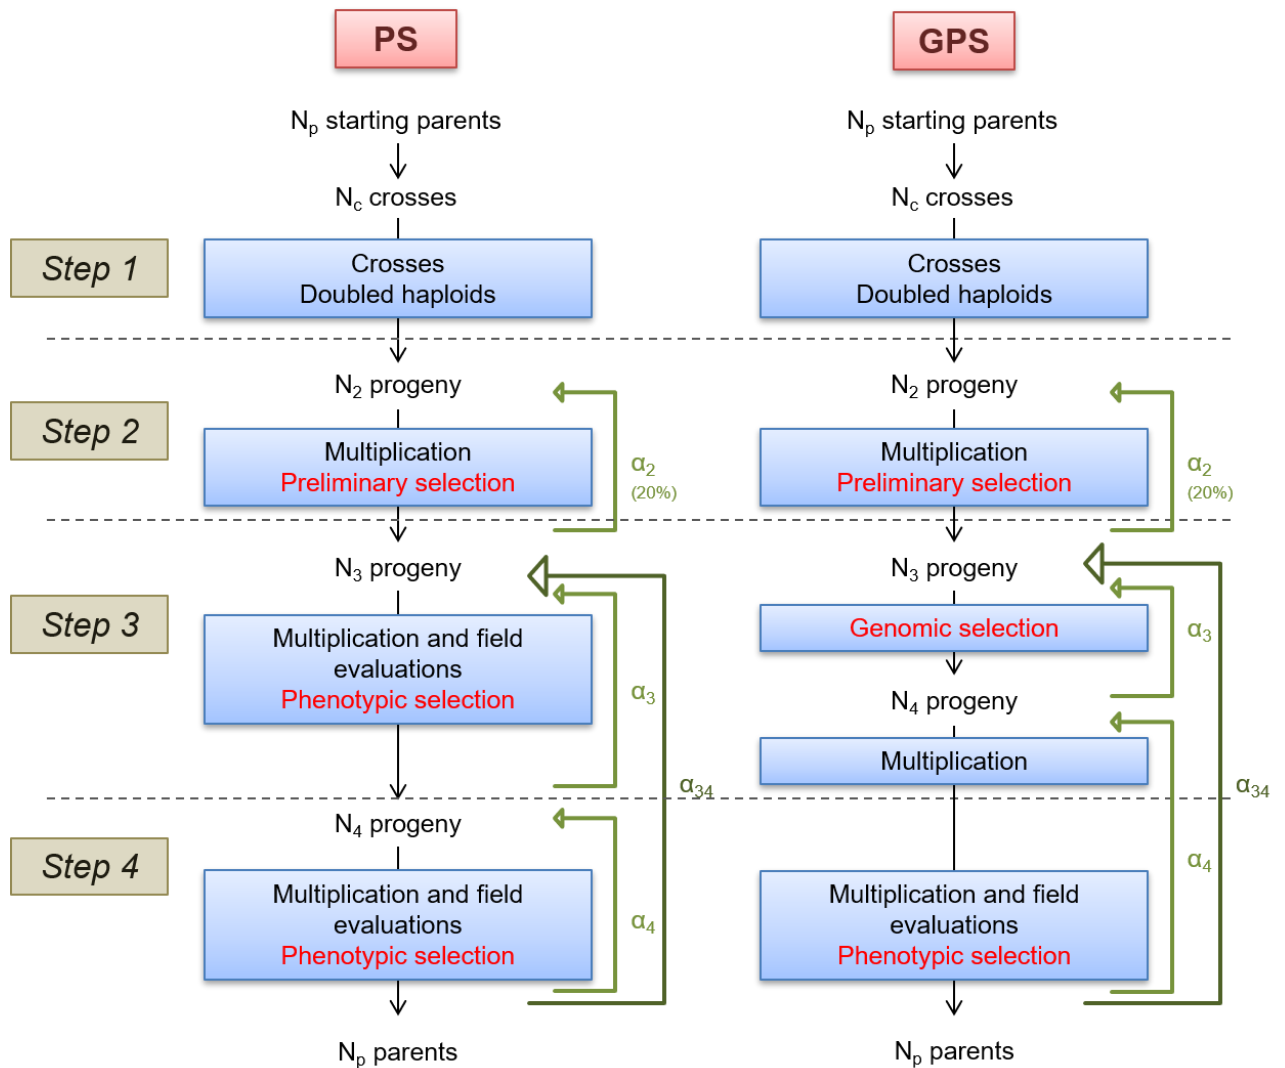 PS
GPS
Nₚ starting parents
Nₚ starting parents
N꜀ crosses
N꜀ crosses
Step 1
Crosses
Doubled haploids
Crosses
Doubled haploids
N₂ progeny
N₂ progeny
Step 2
Multiplication
Preliminary selection
α₂
(20%)
Multiplication
Preliminary selection
α₂
(20%)
N₃ progeny
N₃ progeny
Step 3
Multiplication and field
evaluations
Phenotypic selection
α₃
Genomic selection
α₃
N₄ progeny
Multiplication
α₃₄
α₃₄
N₄ progeny
Step 4
Multiplication and field
evaluations
Phenotypic selection
α₄
Multiplication and field
evaluations
Phenotypic selection
α₄
Nₚ parents
Nₚ parents